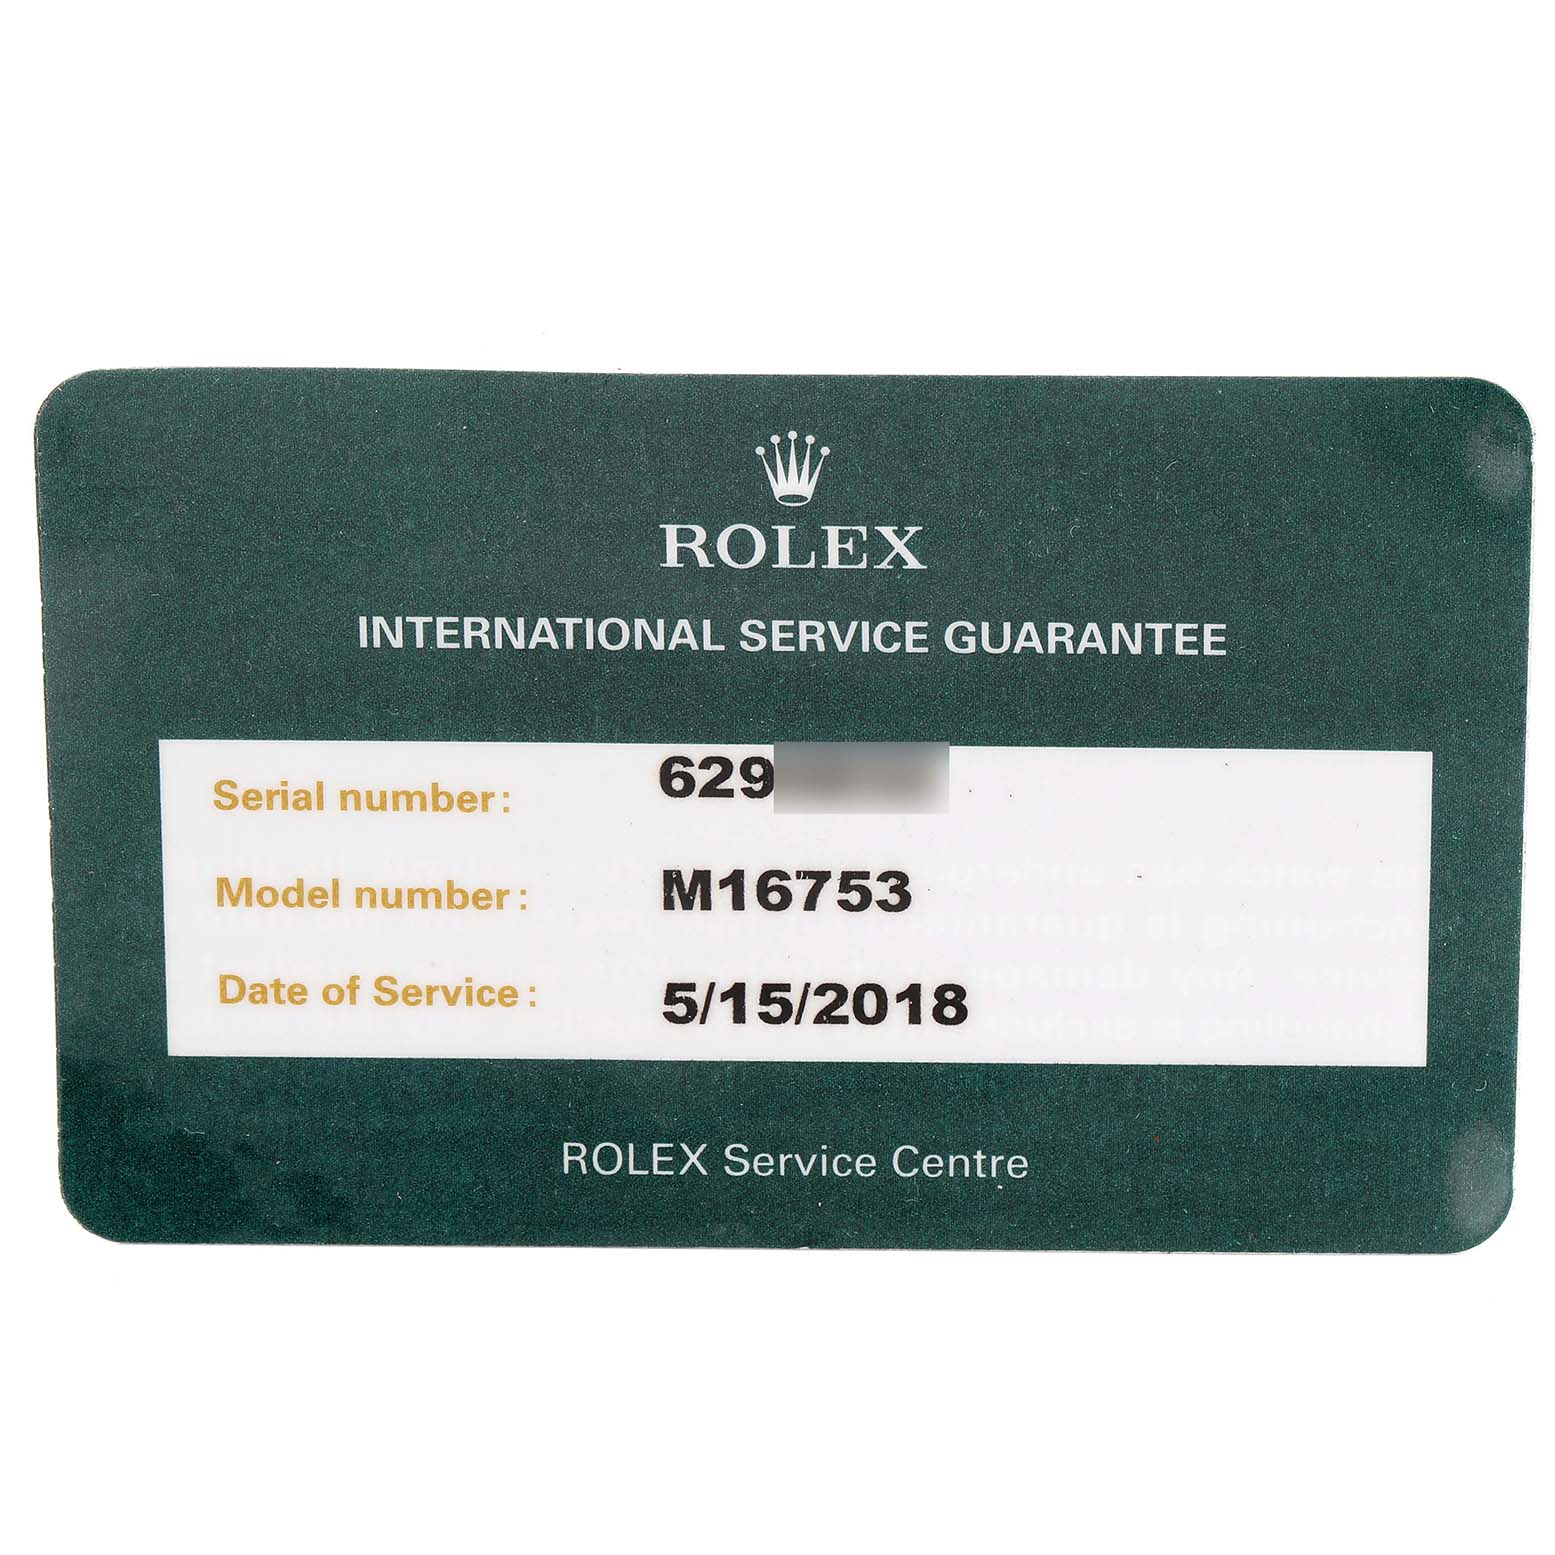 ROLEX
INTERNATIONAL SERVICE GUARANTEE
Serial number: 629
Model number: M16753
Date of Service: 5/15/2018
ROLEX Service Centre